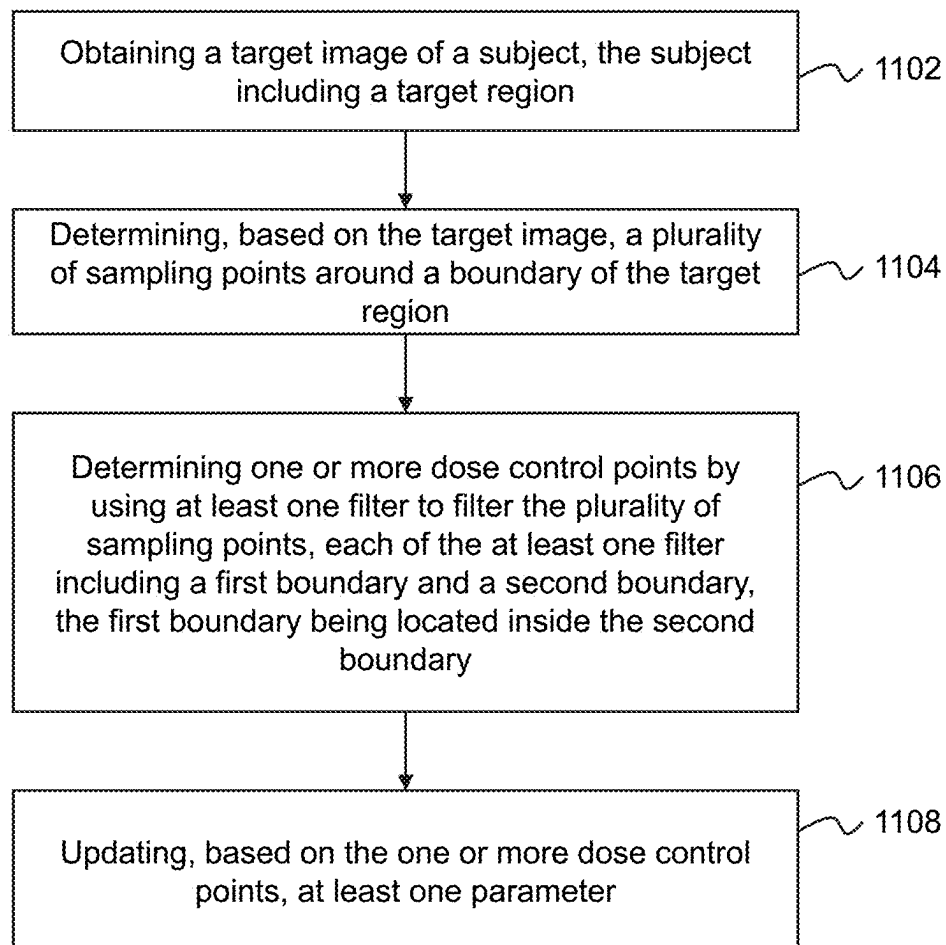 Obtaining a target image of a subject, the subject
including a target region
1102
Determining, based on the target image, a plurality
of sampling points around a boundary of the target
region
1104
Determining one or more dose control points by
using at least one filter to filter the plurality of
sampling points, each of the at least one filter
including a first boundary and a second boundary,
the first boundary being located inside the second
boundary
1106
Updating, based on the one or more dose control
points, at least one parameter
1108